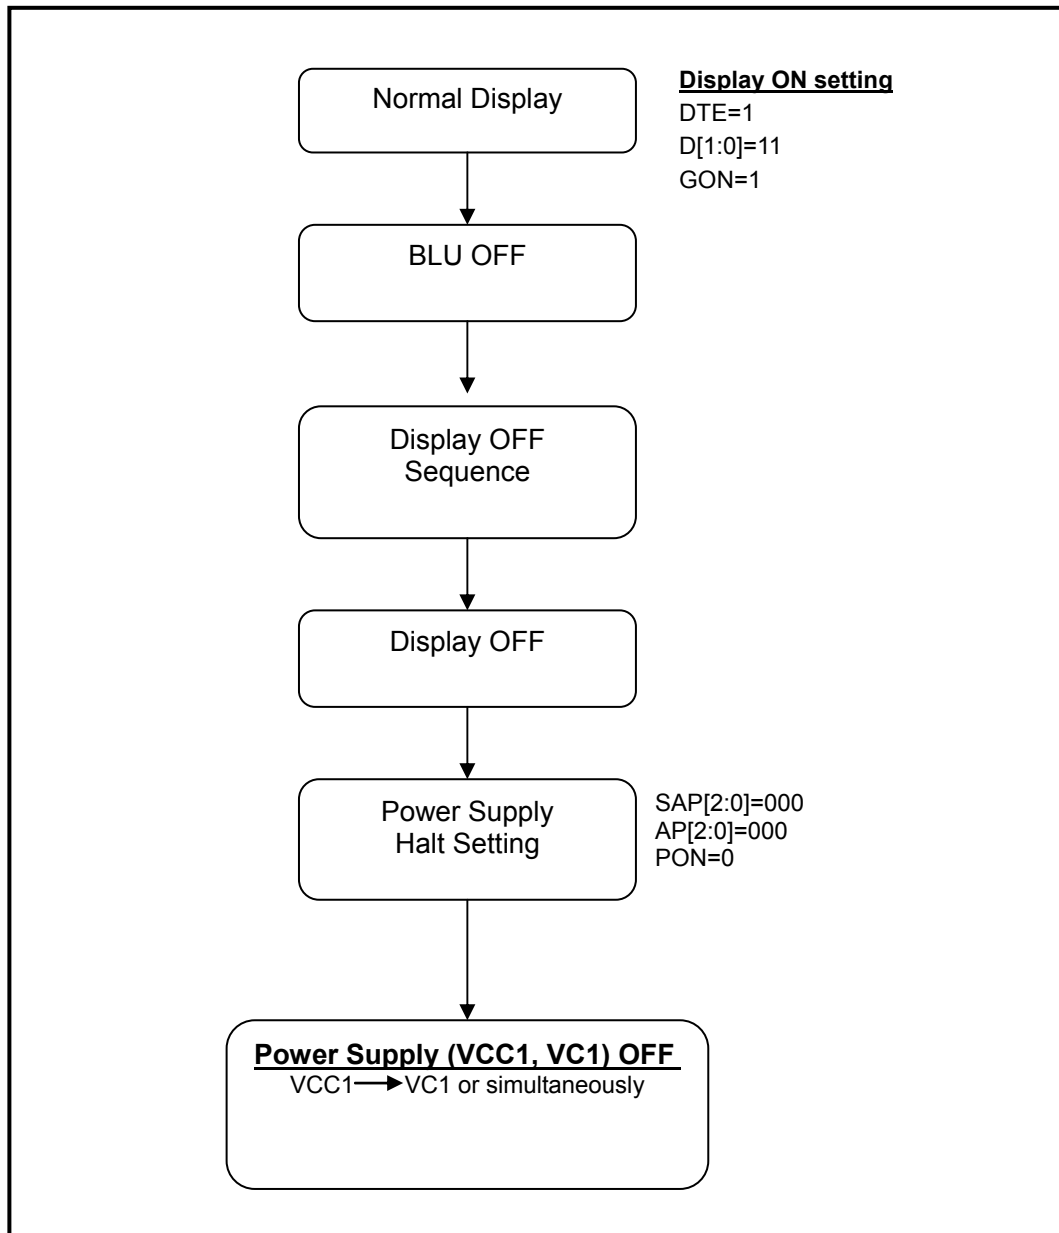 Normal Display
Display ON setting
DTE=1
D[1:0]=11
GON=1
BLU OFF
Display OFF
Sequence
Display OFF
Power Supply
Halt Setting
SAP[2:0]=000
AP[2:0]=000
PON=0
Power Supply (VCC1, VC1) OFF
VCC1→VC1 or simultaneously